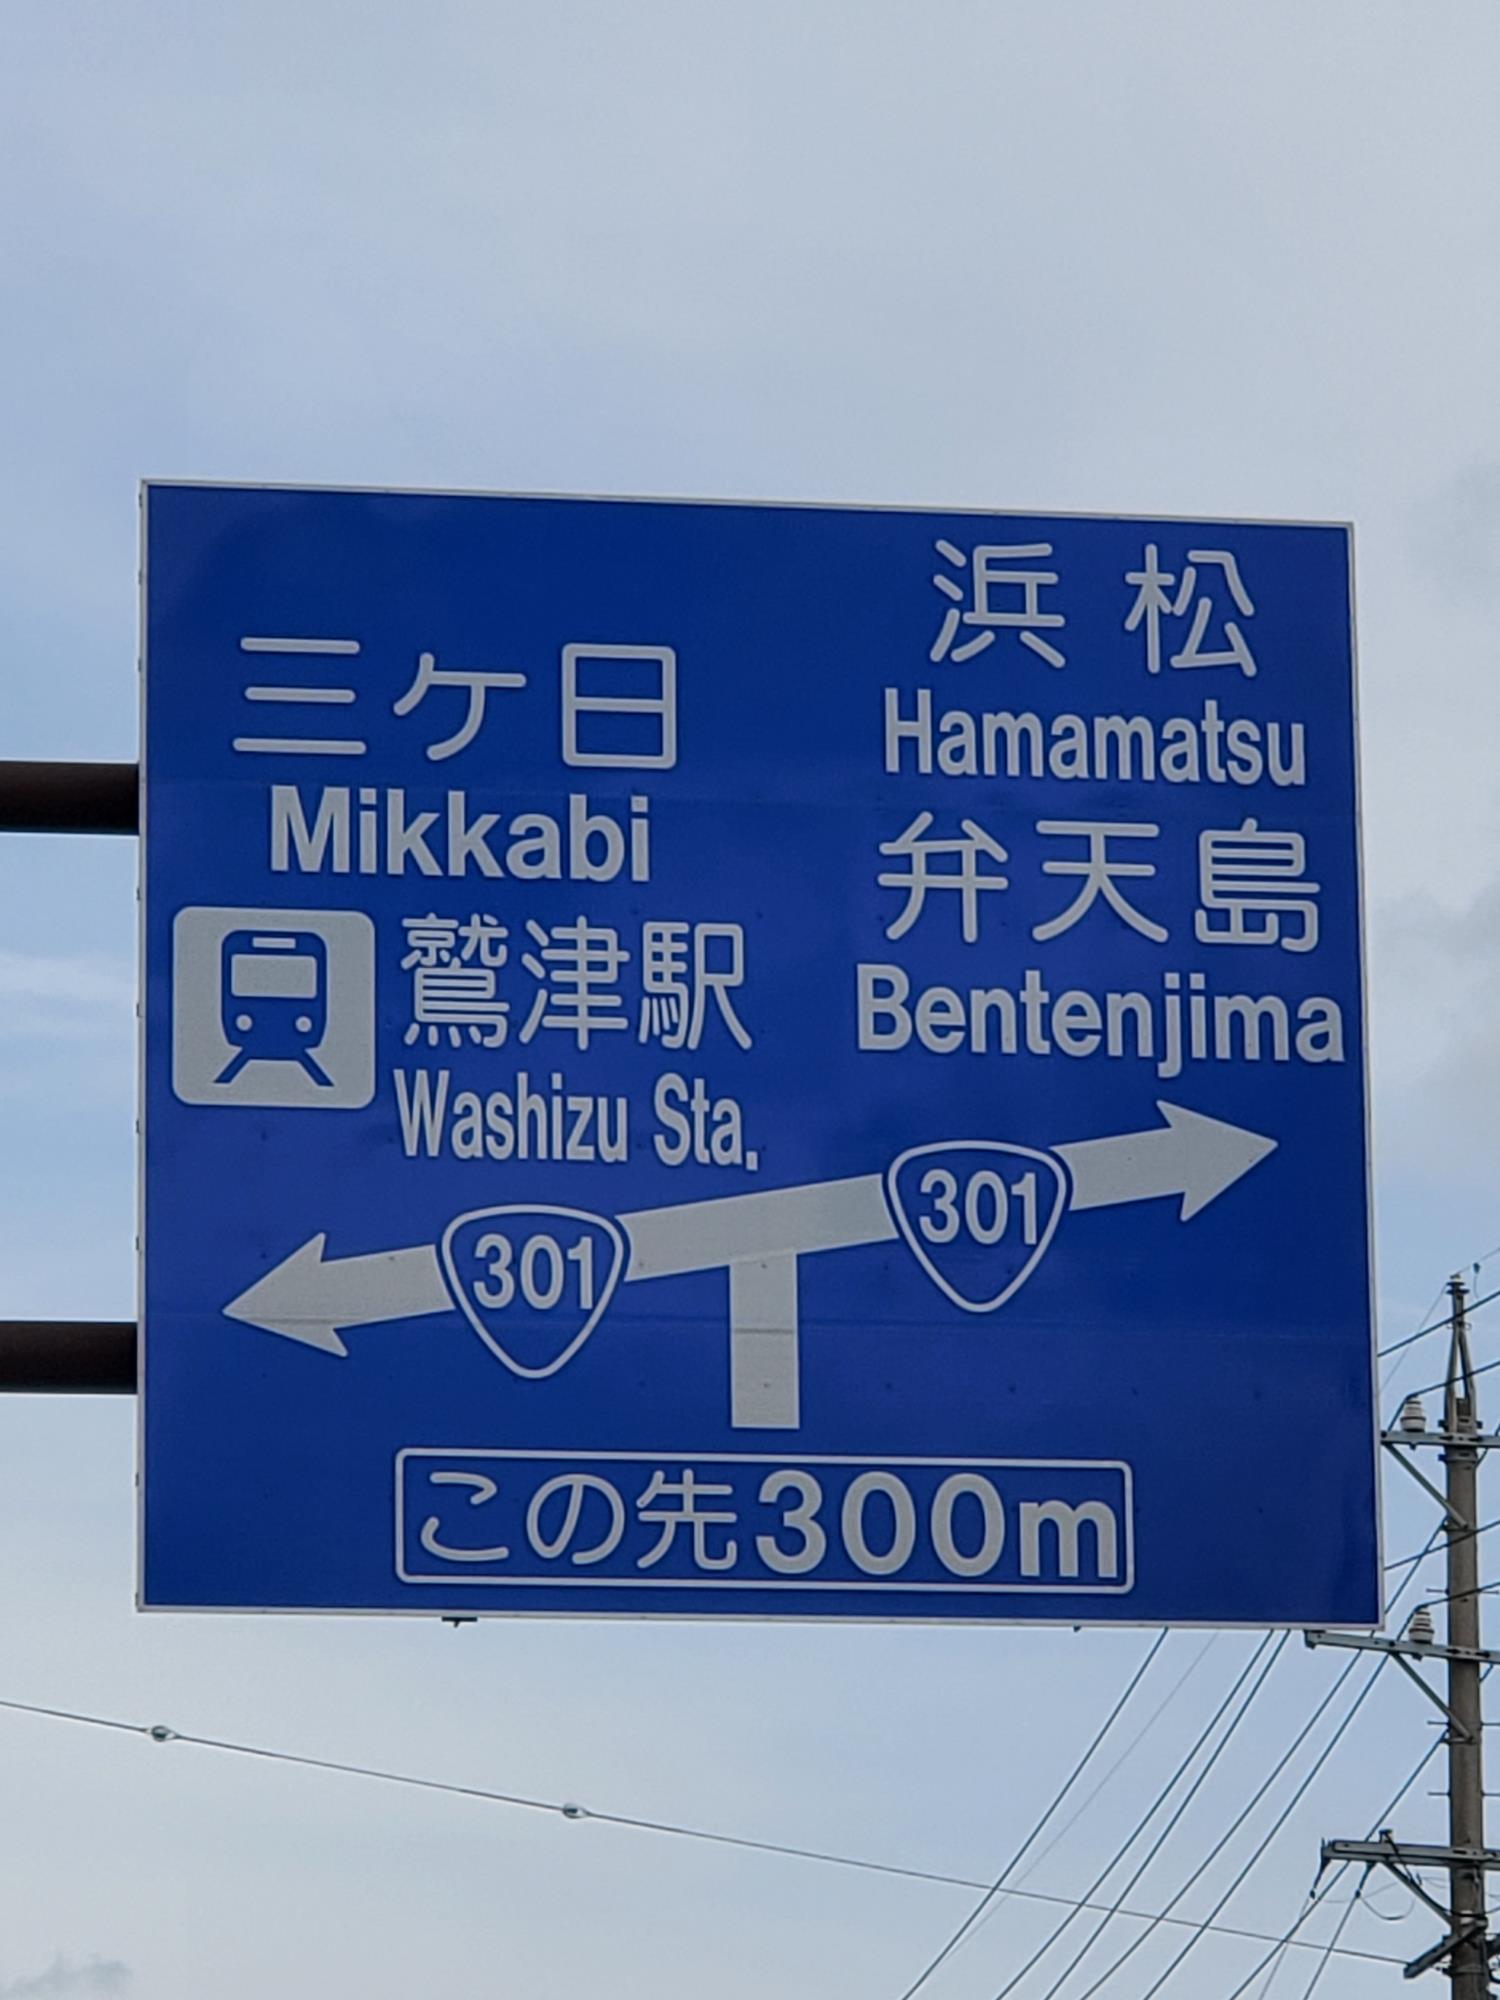 三ケ日
Mikkabi
鷲津駅
Washizu Sta.
浜松
Hamamatsu
弁天島
Bentenjima
301
301
この先300m